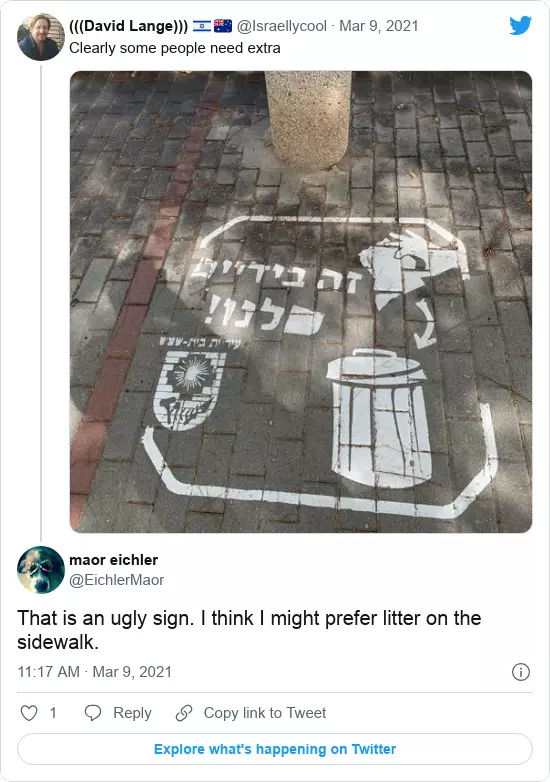 (((David Lange))) 🇮🇱 🇦🇺 @Israellycool · Mar 9, 2021
Clearly some people need extra
זה בידיים
שלנו!
עיריית בית-שמש
maor eichler
@EichlerMaor
That is an ugly sign. I think I might prefer litter on the
sidewalk.
11:17 AM · Mar 9, 2021
1 Reply Copy link to Tweet
Explore what's happening on Twitter